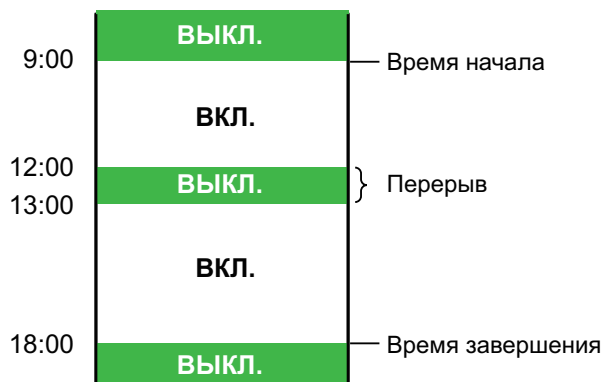 ВЫКЛ.
9:00
Время начала
ВКЛ.
12:00
ВЫКЛ.
Перерыв
13:00
ВКЛ.
18:00
Время завершения
ВЫКЛ.